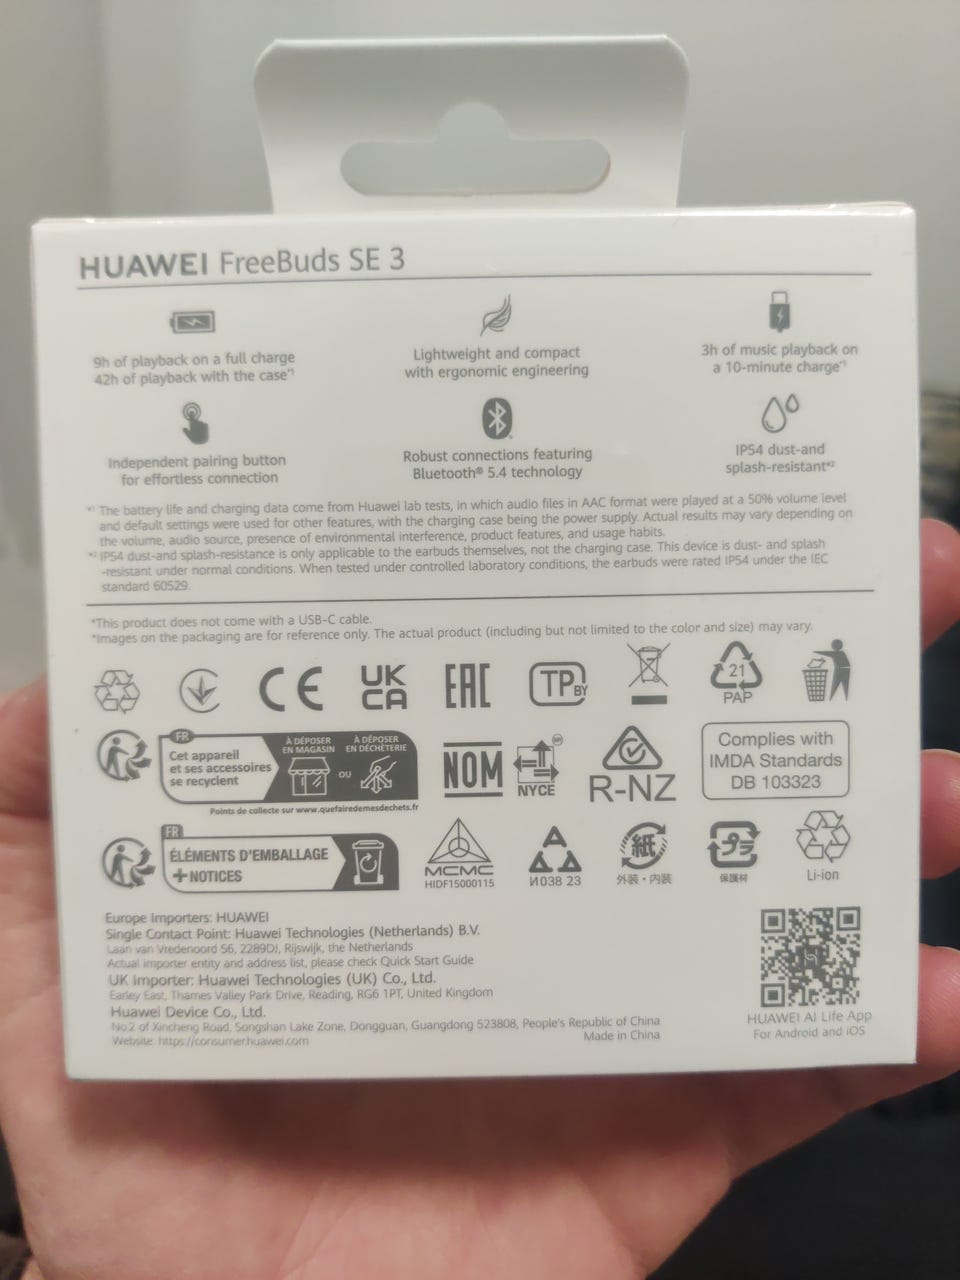 HUAWEI FreeBuds SE 3
9h of playback on a full charge
42h of playback with the case*¹
Lightweight and compact
with ergonomic engineering
3h of music playback on
a 10-minute charge*¹
Independent pairing button
for effortless connection
Robust connections featuring
Bluetooth® 5.4 technology
IP54 dust-and
splash-resistant*²
*¹ The battery life and charging data come from Huawei lab tests, in which audio files in AAC format were played at a 50% volume level
and default settings were used for other features, with the charging case being the power supply. Actual results may vary depending on
the volume, audio source, presence of environmental interference, product features, and usage habits.
*² IP54 dust-and splash-resistance is only applicable to the earbuds themselves, not the charging case. This device is dust- and splash
-resistant under normal conditions. When tested under controlled laboratory conditions, the earbuds were rated IP54 under the IEC
standard 60529.
*This product does not come with a USB-C cable.
*Images on the packaging are for reference only. The actual product (including but not limited to the color and size) may vary.
CE
UK
CA
EAC
TP BY
21
PAP
FR
Cet appareil
et ses accessoires
se recyclent
À DÉPOSER
EN MAGASIN
OU
À DÉPOSER
EN DÉCHÈTERIE
Points de collecte sur www.quefairedemesdechets.fr
NOM
NYCE
R-NZ
Complies with
IMDA Standards
DB 103323
FR
ÉLÉMENTS D'EMBALLAGE
+ NOTICES
MCMC
HIDF15000115
И038 23
紙
外装・内装
プラ
保護材
Li-ion
Europe Importers: HUAWEI
Single Contact Point: Huawei Technologies (Netherlands) B.V.
Laan van Vredenoord 56, 2289DJ, Rijswijk, the Netherlands
Actual importer entity and address list, please check Quick Start Guide
UK Importer: Huawei Technologies (UK) Co., Ltd.
Earley East, Thames Valley Park Drive, Reading, RG6 1PT, United Kingdom
Huawei Device Co., Ltd.
No.2 of Xincheng Road, Songshan Lake Zone, Dongguan, Guangdong 523808, People's Republic of China
Website: https://consumer.huawei.com
Made in China
HUAWEI AI Life App
For Android and iOS